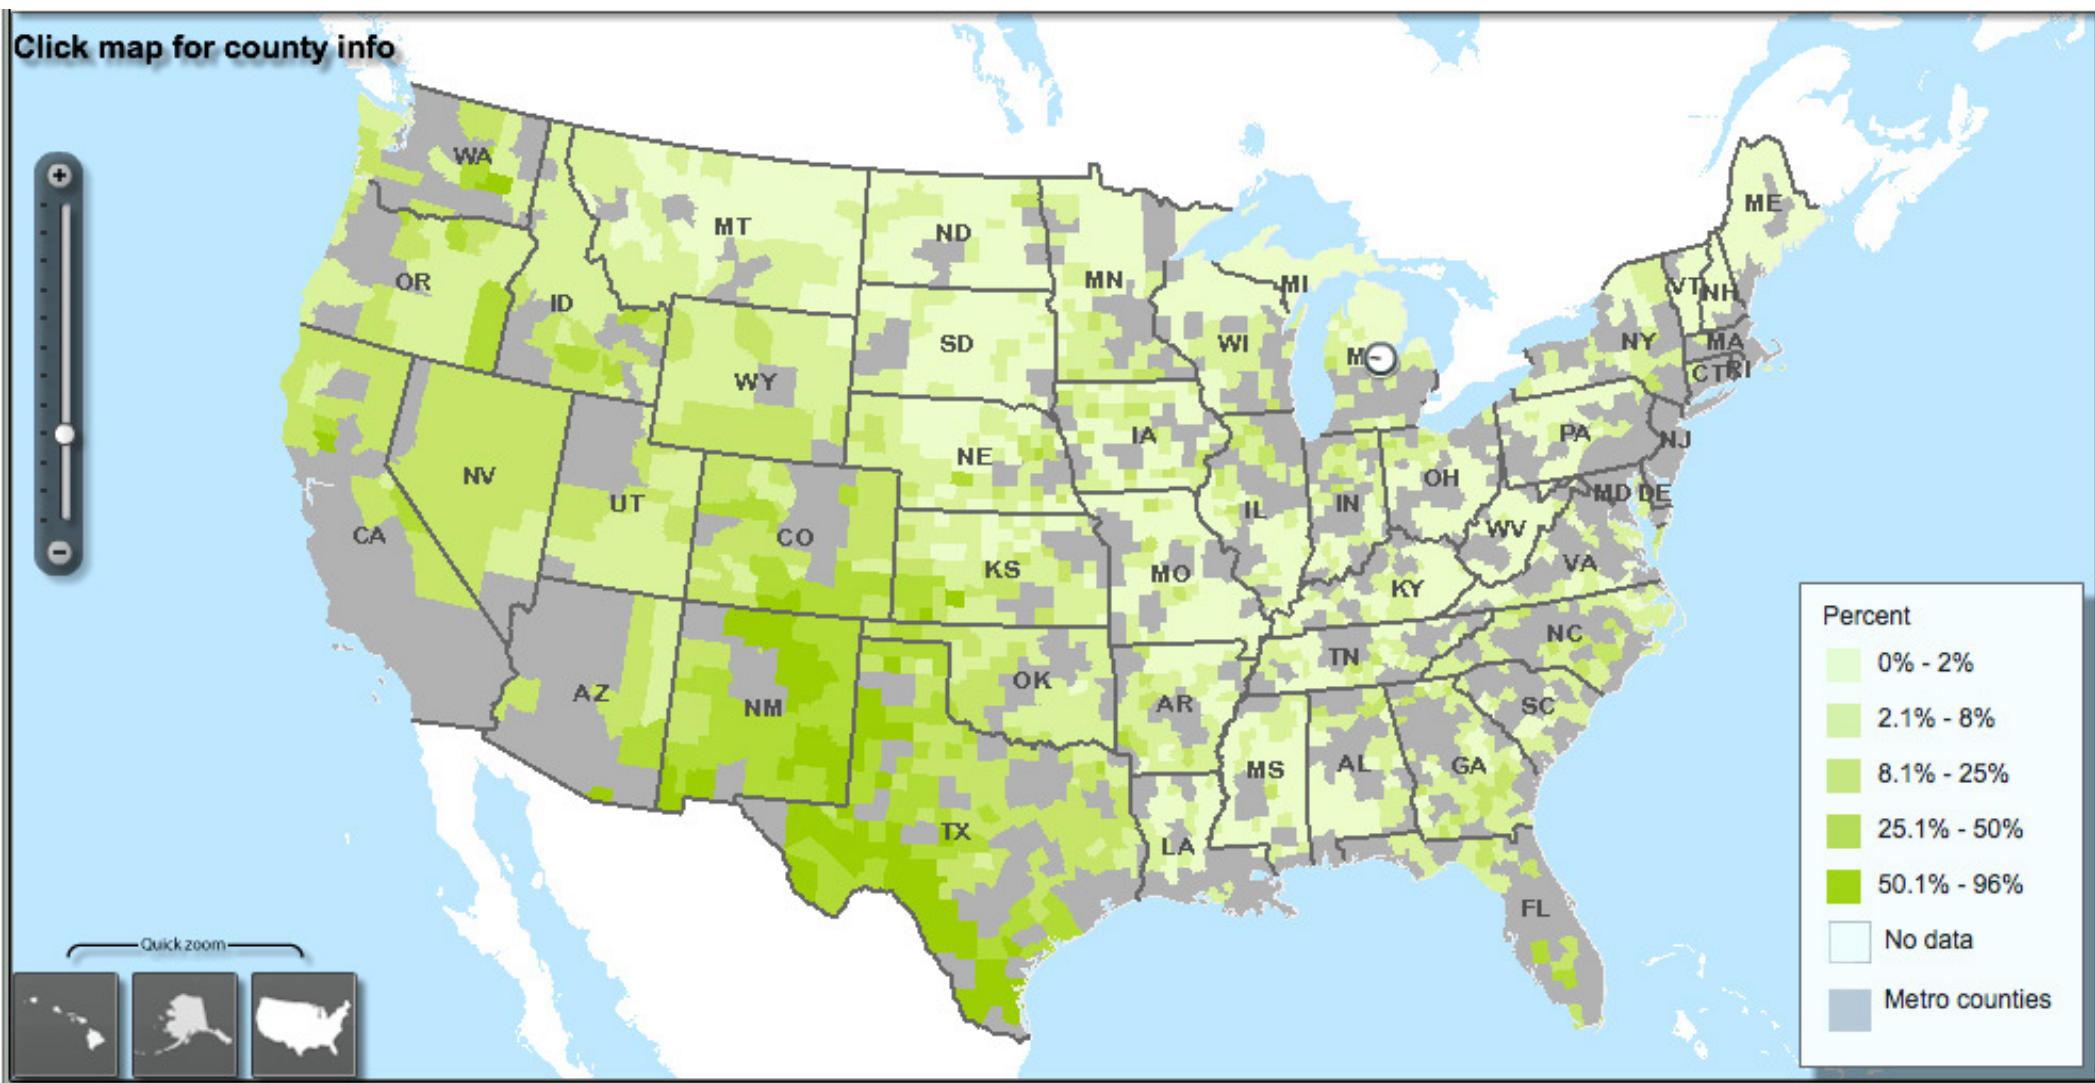 Click map for county info
WA
MT
ND
MN
ME
OR
ID
SD
WI
MI
VT
NH
NY
MA
CT
RI
WY
M
IA
NE
PA
NJ
NV
UT
CO
IL
IN
OH
MD
DE
CA
KS
MO
WV
VA
KY
AZ
NM
OK
AR
TN
NC
SC
TX
LA
MS
AL
GA
FL
Quick zoom
Percent
0% - 2%
2.1% - 8%
8.1% - 25%
25.1% - 50%
50.1% - 96%
No data
Metro counties